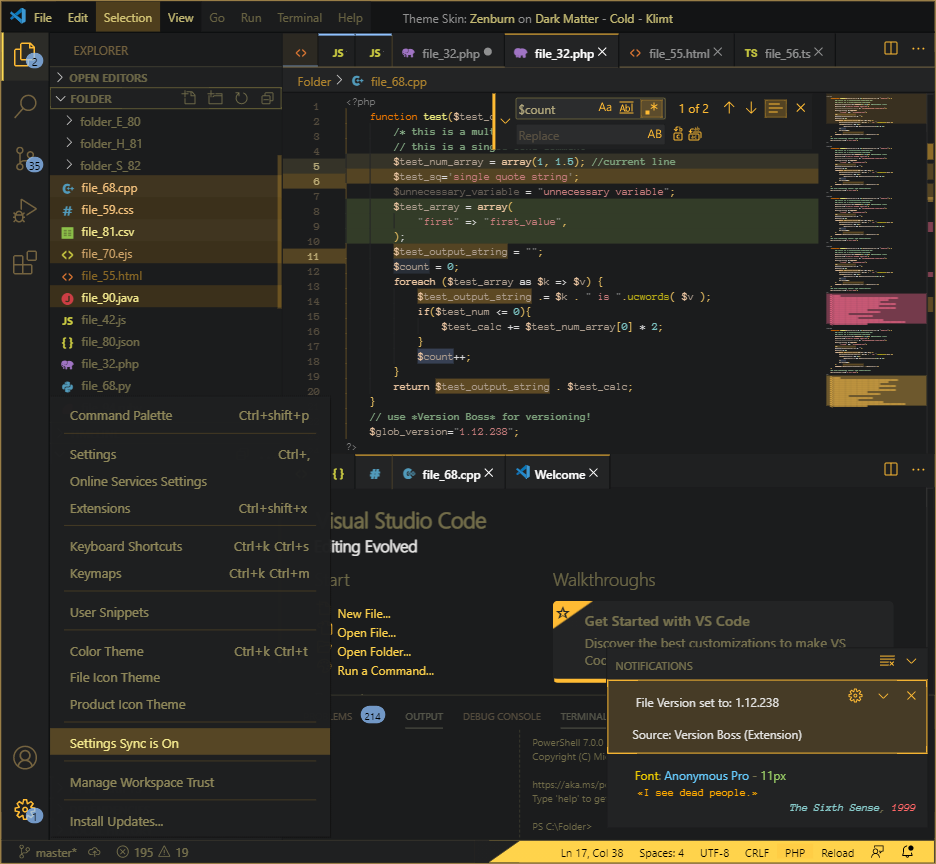 File Edit Selection View Go Run Terminal Help Theme Skin: Zenburn on Dark Matter - Cold - Klimt
<> JS JS file_32.php file_32.php file_55.html TS file_56.ts
2
35
1
EXPLORER
OPEN EDITORS
FOLDER
folder_E_80
folder_H_81
folder_S_82
file_68.cpp
file_59.css
file_81.csv
file_70.ejs
file_55.html
file_90.java
JS file_42.js
{} file_80.json
file_32.php
file_68.py
Folder > file_68.cpp
$count Aa Abl .* 1 of 2
Replace AB
<?php
1 function test($test_
2 /* this is a mul
3 // this is a sing
5 $test_num_array = array(1, 1.5); //current line
6 $test_sq='single quote string';
7 $unnecessary_variable = "unnecessary variable";
8 $test_array = array(
9 "first" => "first_value",
10 );
11 $test_output_string = "";
12 $count = 0;
13 foreach ($test_array as $k => $v) {
14 $test_output_string .= $k . " is ".ucwords( $v );
15 if($test_num <= 0){
16 $test_calc += $test_num_array[0] * 2;
17 }
18 $count++;
19 }
20 return $test_output_string . $test_calc;
}
// use *Version Boss* for versioning!
$glob_version="1.12.238";
?>
Command Palette Ctrl+shift+p
Settings Ctrl+,
Online Services Settings
Extensions Ctrl+shift+x
Keyboard Shortcuts Ctrl+k Ctrl+s
Keymaps Ctrl+k Ctrl+m
User Snippets
Color Theme Ctrl+k Ctrl+t
File Icon Theme
Product Icon Theme
Settings Sync is On
Manage Workspace Trust
Install Updates...
{} # file_68.cpp Welcome
isual Studio Code
iting Evolved
art
New File...
Open File...
Open Folder...
Run a Command...
Walkthroughs
Get Started with VS Code
Discover the best customizations to make VS
Coc
LEMS 214 OUTPUT DEBUG CONSOLE TERMINAL
PowerShell 7.0.0
Copyright (C) Mi
https://aka.ms/p
Type 'help' to ge
PS C:\Folder>
NOTIFICATIONS
File Version set to: 1.12.238
Source: Version Boss (Extension)
Font: Anonymous Pro - 11px
«I see dead people.»
The Sixth Sense, 1999
master* 195 19 Ln 17, Col 38 Spaces: 4 UTF-8 CRLF PHP Reload